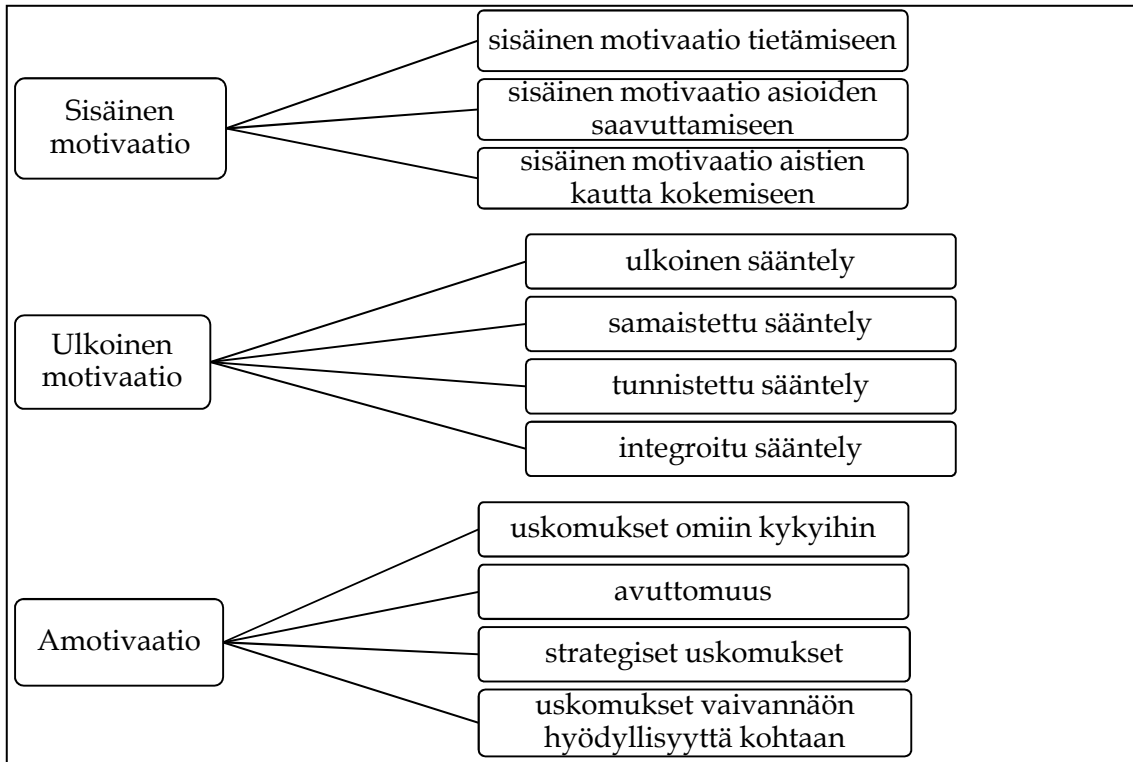 Sisäinen
motivaatio
sisäinen motivaatio tietämiseen
sisäinen motivaatio asioiden
saavuttamiseen
sisäinen motivaatio aistien
kautta kokemiseen
Ulkoinen
motivaatio
ulkoinen sääntely
samaistettu sääntely
tunnistettu sääntely
integroitu sääntely
Amotivaatio
uskomukset omiin kykyihin
avuttomuus
strategiset uskomukset
uskomukset vaivannäön
hyödyllisyyttä kohtaan